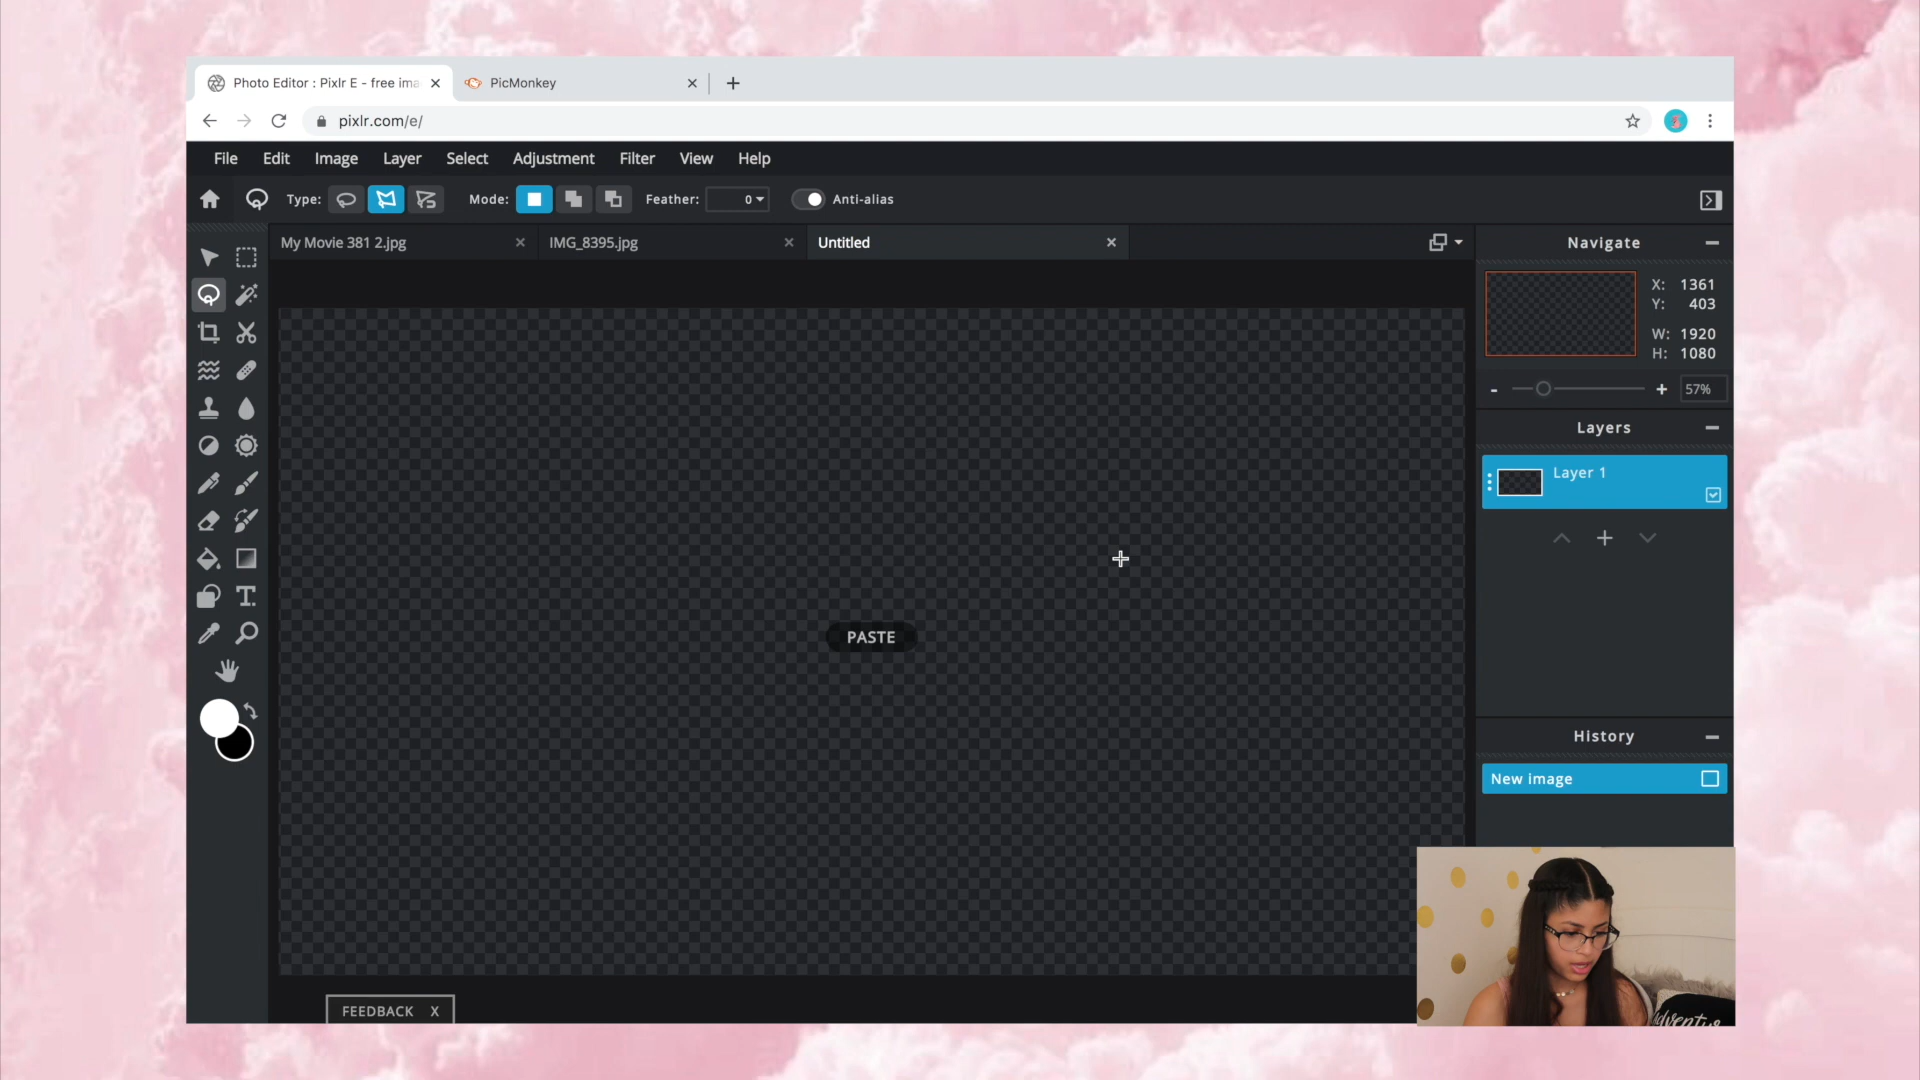 Photo Editor : Pixlr E - free ima
PicMonkey
pixlr.com/e/
File Edit Image Layer Select Adjustment Filter View Help
Type: Mode: Feather: 0 Anti-alias
My Movie 381 2.jpg
IMG_8395.jpg
Untitled
Navigate
X: 1361
Y: 403
W: 1920
H: 1080
57%
Layers
Layer 1
PASTE
History
New image
FEEDBACK X